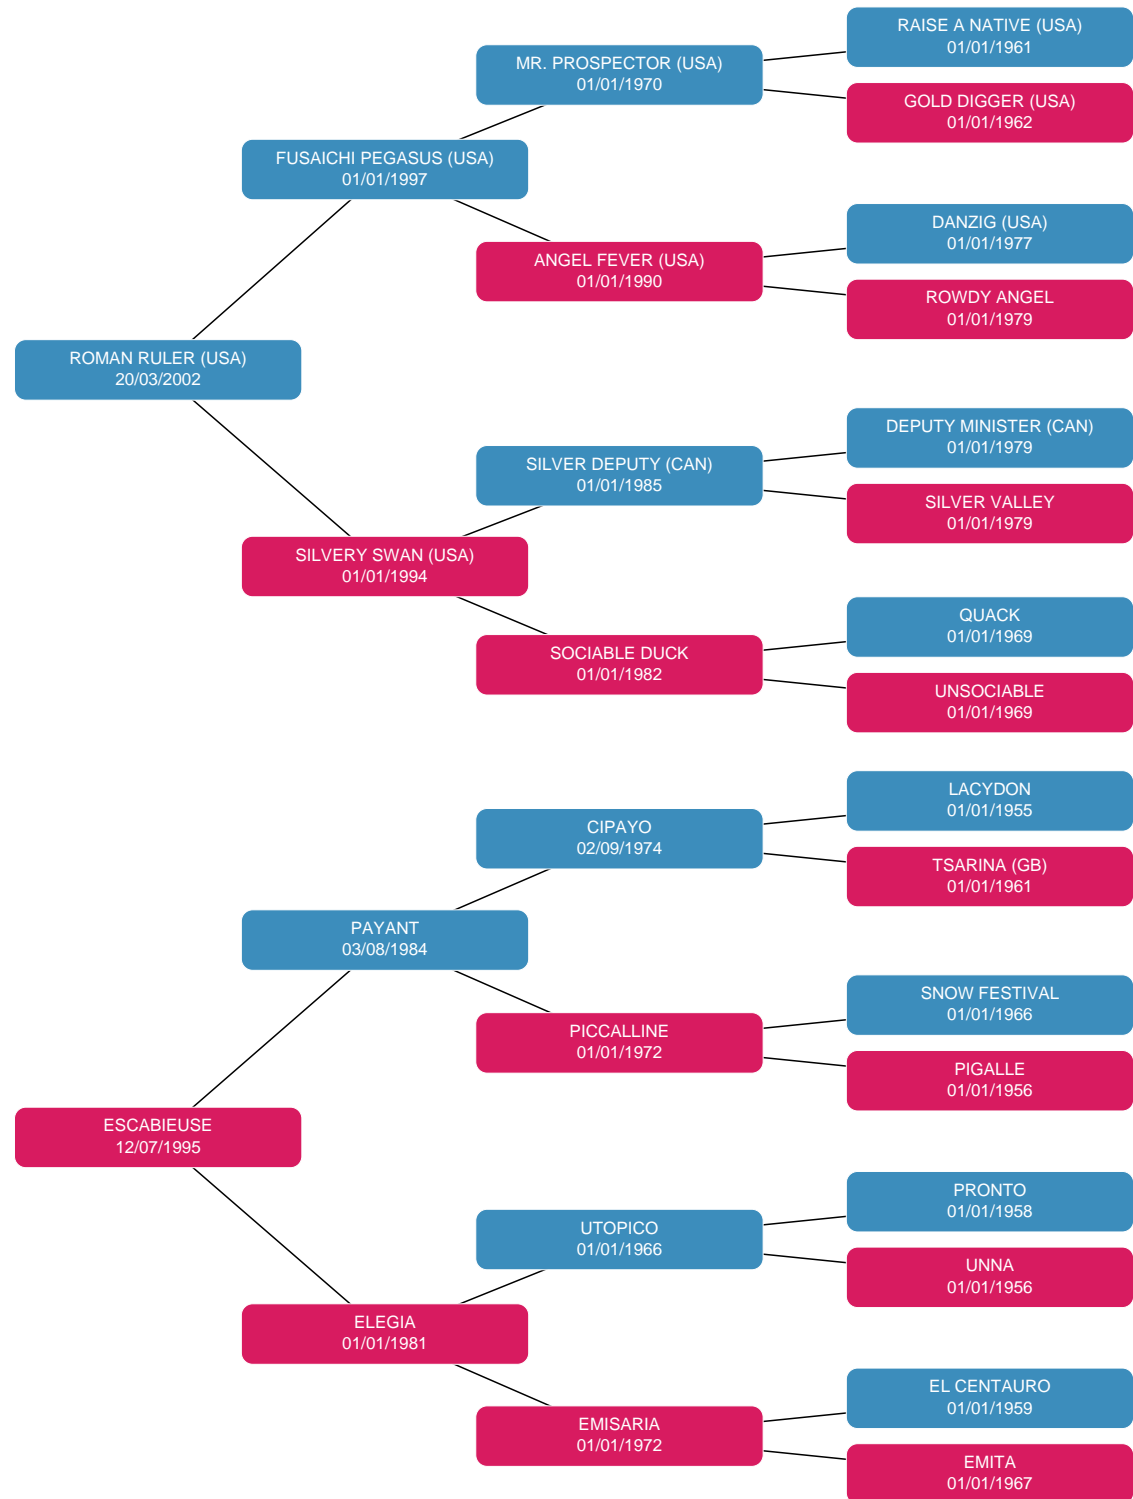 RAISE A NATIVE (USA)
01/01/1961
MR. PROSPECTOR (USA)
01/01/1970
GOLD DIGGER (USA)
01/01/1962
FUSAICHI PEGASUS (USA)
01/01/1997
DANZIG (USA)
01/01/1977
ANGEL FEVER (USA)
01/01/1990
ROWDY ANGEL
01/01/1979
ROMAN RULER (USA)
20/03/2002
DEPUTY MINISTER (CAN)
01/01/1979
SILVER DEPUTY (CAN)
01/01/1985
SILVER VALLEY
01/01/1979
SILVERY SWAN (USA)
01/01/1994
QUACK
01/01/1969
SOCIABLE DUCK
01/01/1982
UNSOCIABLE
01/01/1969
LACYDON
01/01/1955
CIPAYO
02/09/1974
TSARINA (GB)
01/01/1961
PAYANT
03/08/1984
SNOW FESTIVAL
01/01/1966
PICCALLINE
01/01/1972
PIGALLE
01/01/1956
ESCABIEUSE
12/07/1995
PRONTO
01/01/1958
UTOPICO
01/01/1966
UNNA
01/01/1956
ELEGIA
01/01/1981
EL CENTAURO
01/01/1959
EMISARIA
01/01/1972
EMITA
01/01/1967